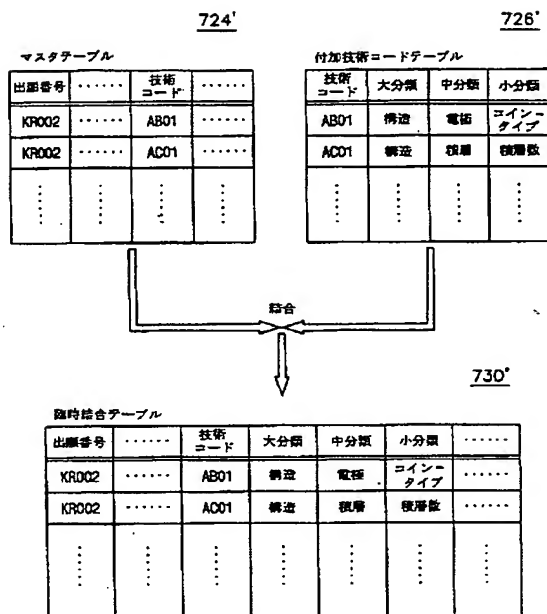 724'
726'
マスタテーブル
付加技術コードテーブル
出願番号 ‥‥‥ 技術コード ‥‥‥
KR002 ‥‥‥ AB01 ‥‥‥
KR002 ‥‥‥ AC01 ‥‥‥
技術コード 大分類 中分類 小分類
AB01 構造 電極 コイン-タイプ
AC01 構造 積層 積層数
結合
730'
臨時結合テーブル
出願番号 ‥‥‥ 技術コード 大分類 中分類 小分類 ‥‥‥
KR002 ‥‥‥ AB01 構造 電極 コイン-タイプ ‥‥‥
KR002 ‥‥‥ AC01 構造 積層 積層数 ‥‥‥